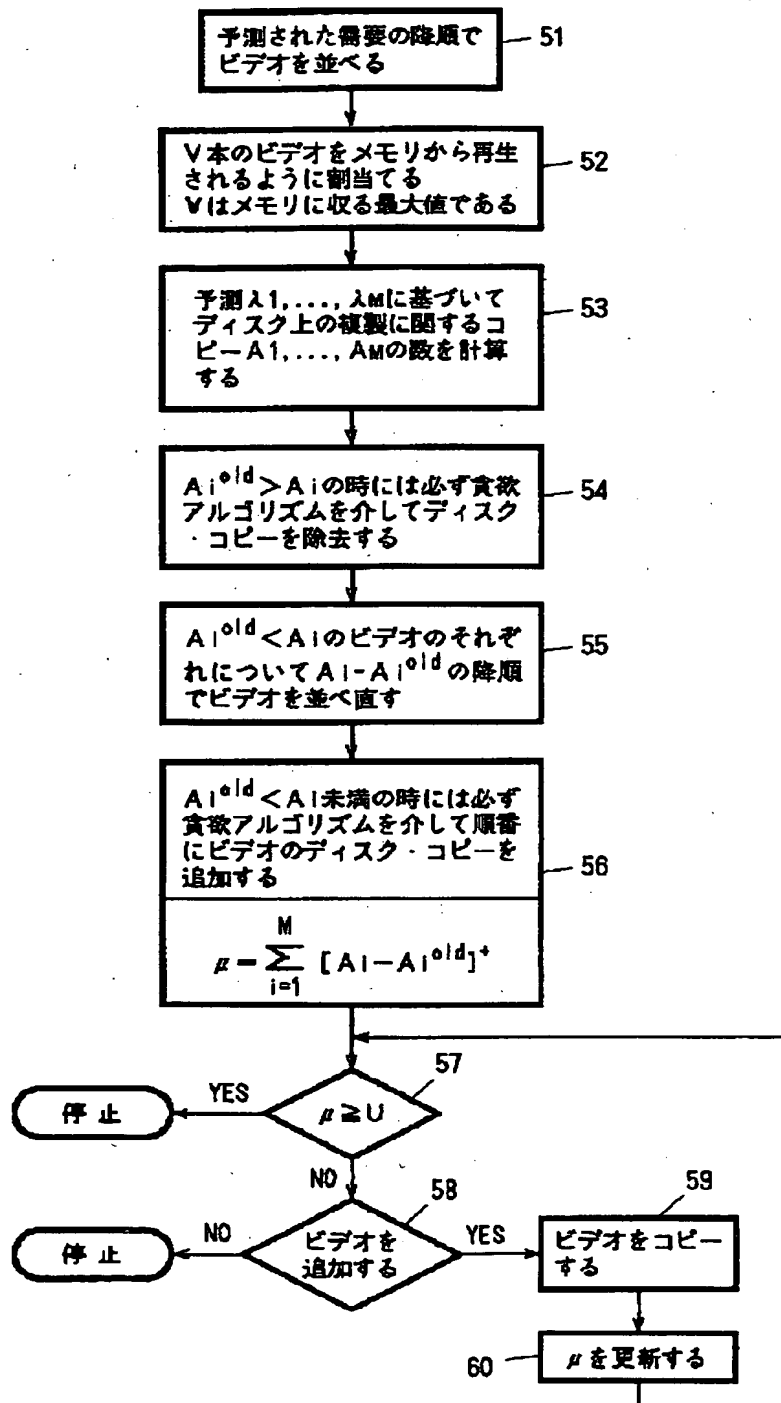 予測された需要の降順で
ビデオを並べる
51
V本のビデオをメモリから再生
されるように割当てる
Vはメモリに収る最大値である
52
予測λ1,...,λMに基づいて
ディスク上の複製に関するコ
ピーA1,...,AMの数を計算
する
53
Ai^old>Aiの時には必ず貪欲
アルゴリズムを介してディスク
・コピーを除去する
54
Ai^old<Aiのビデオのそれぞ
れについてAi-Ai^oldの降順
でビデオを並べ直す
55
Ai^old<Ai未満の時には必ず
貪欲アルゴリズムを介して順番
にビデオのディスク・コピーを
追加する
56
μ=∑_{i=1}^{M} [Ai-Ai^old]^+
57
YES
停止
μ≧U
NO
58
59
NO
停止
ビデオを
追加する
YES
ビデオをコピー
する
60
μを更新する